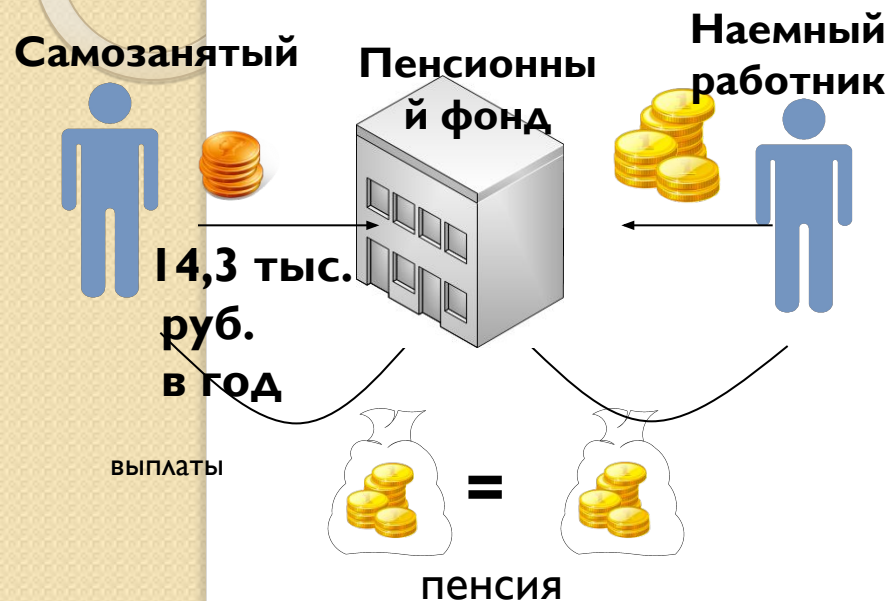 Самозанятый
Пенсионны
й фонд
Наемный
работник
14,3 тыс.
руб.
в год
выплаты
=
пенсия